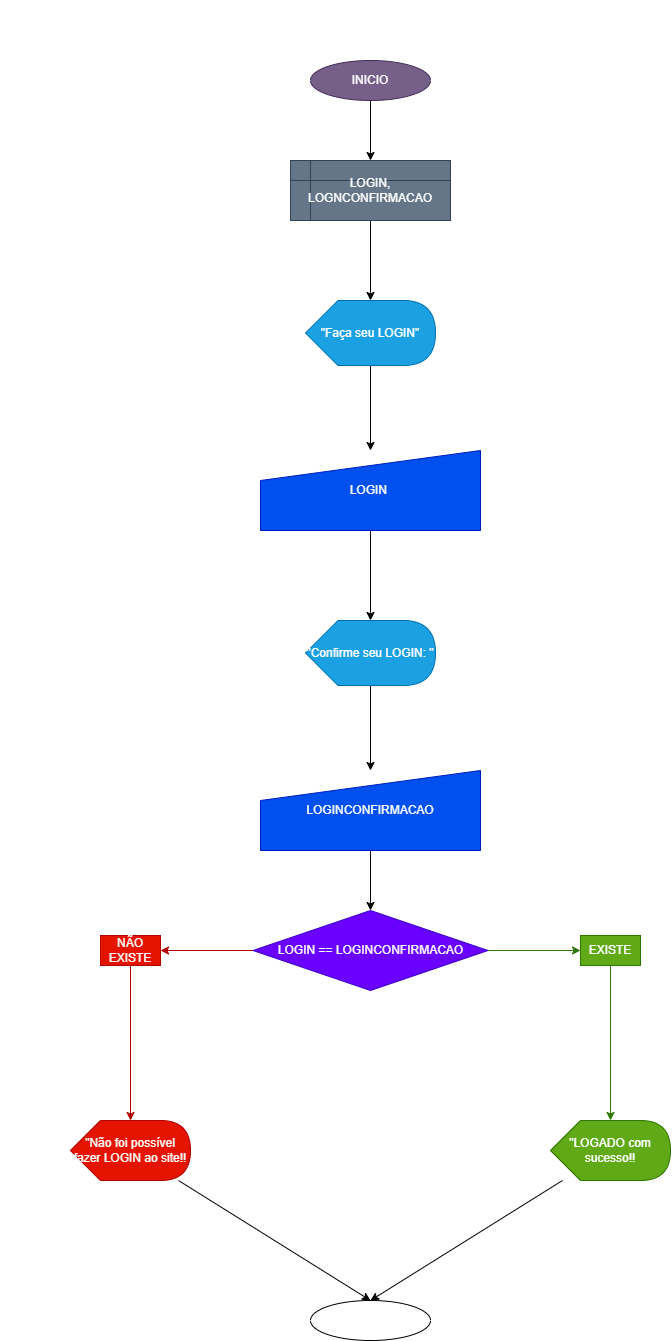 INICIO
LOGIN,
LOGNCONFIRMACAO
"Faça seu LOGIN"
LOGIN
"Confirme seu LOGIN: "
LOGINCONFIRMACAO
LOGIN == LOGINCONFIRMACAO
NÃO
EXISTE
EXISTE
"Não foi possível
fazer LOGIN ao site!!
"LOGADO com
sucesso!!